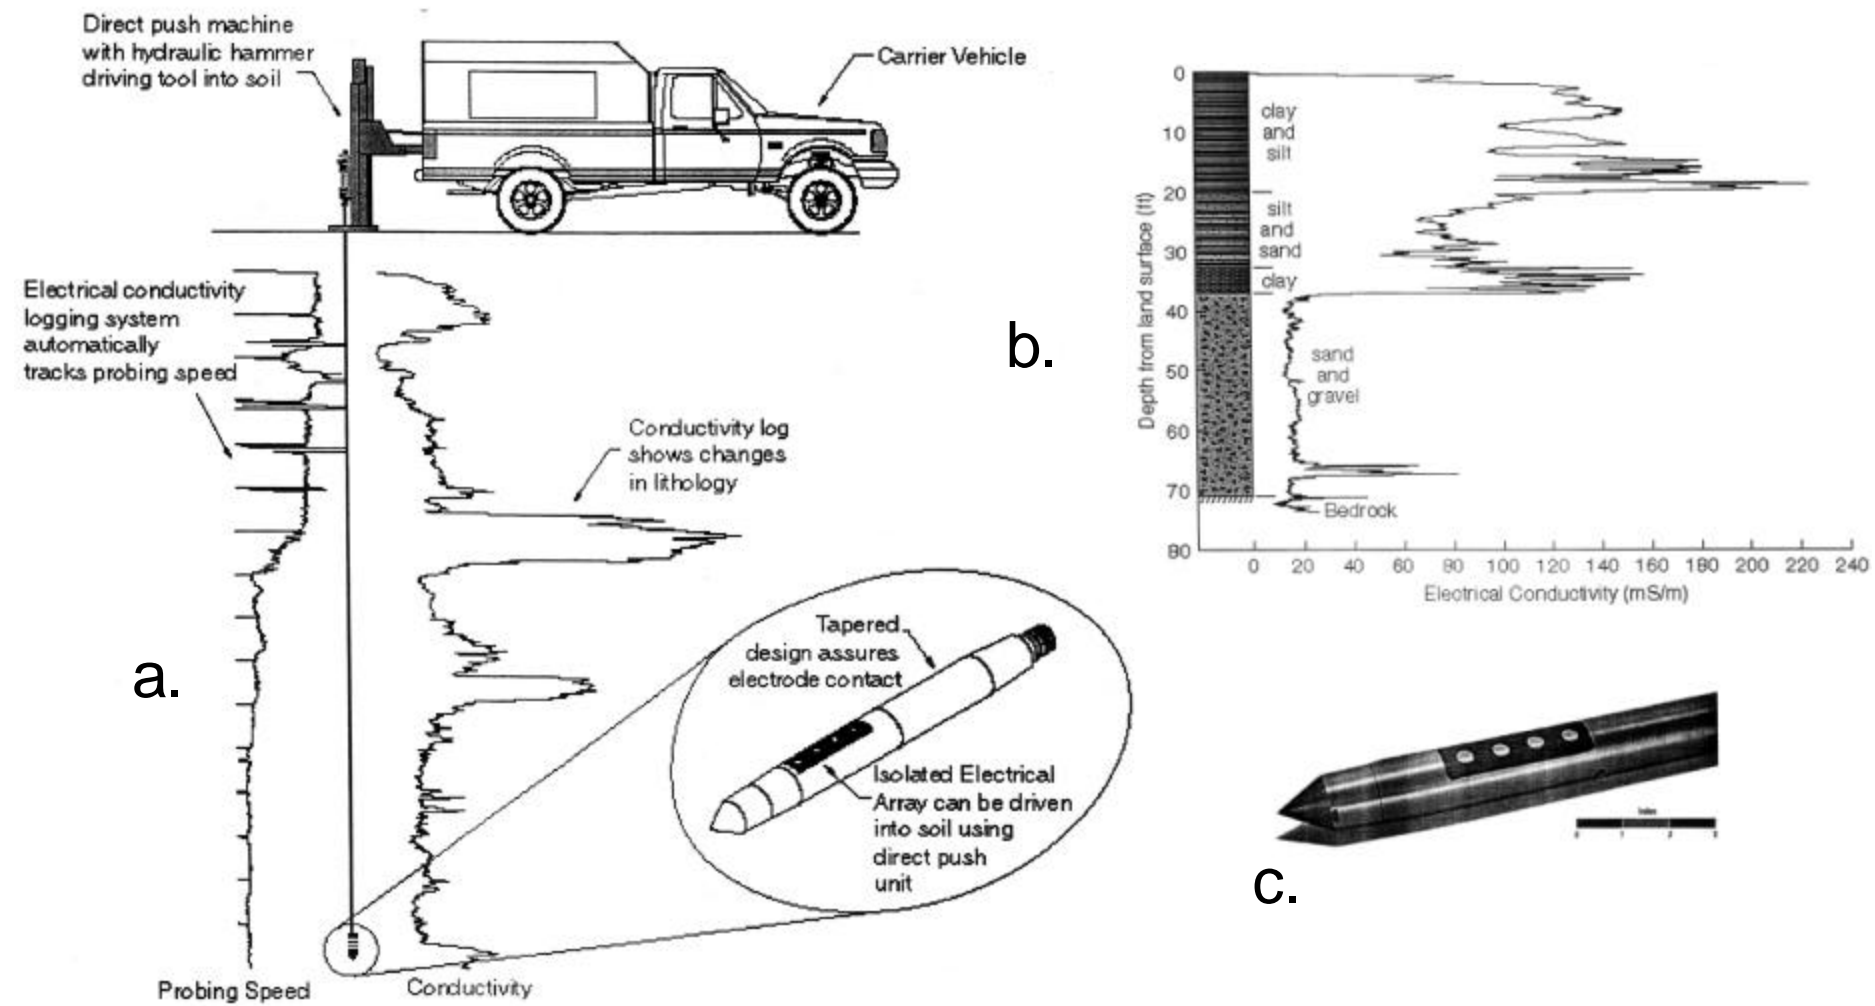 Direct push machine
with hydraulic hammer
driving tool into soil
Carrier Vehicle
Electrical conductivity
logging system
automatically
tracks probing speed
Conductivity log
shows changes
in lithology
a.
Tapered
design assures
electrode contact
Isolated Electrical
Array can be driven
into soil using
direct push
unit
Probing Speed
Conductivity
b.
Depth from land surface (ft)
0
10
20
30
40
50
60
70
80
clay
and
silt
silt
and
sand
clay
sand
and
gravel
Bedrock
0 20 40 60 80 100 120 140 160 180 200 220 240
Electrical Conductivity (mS/m)
c.